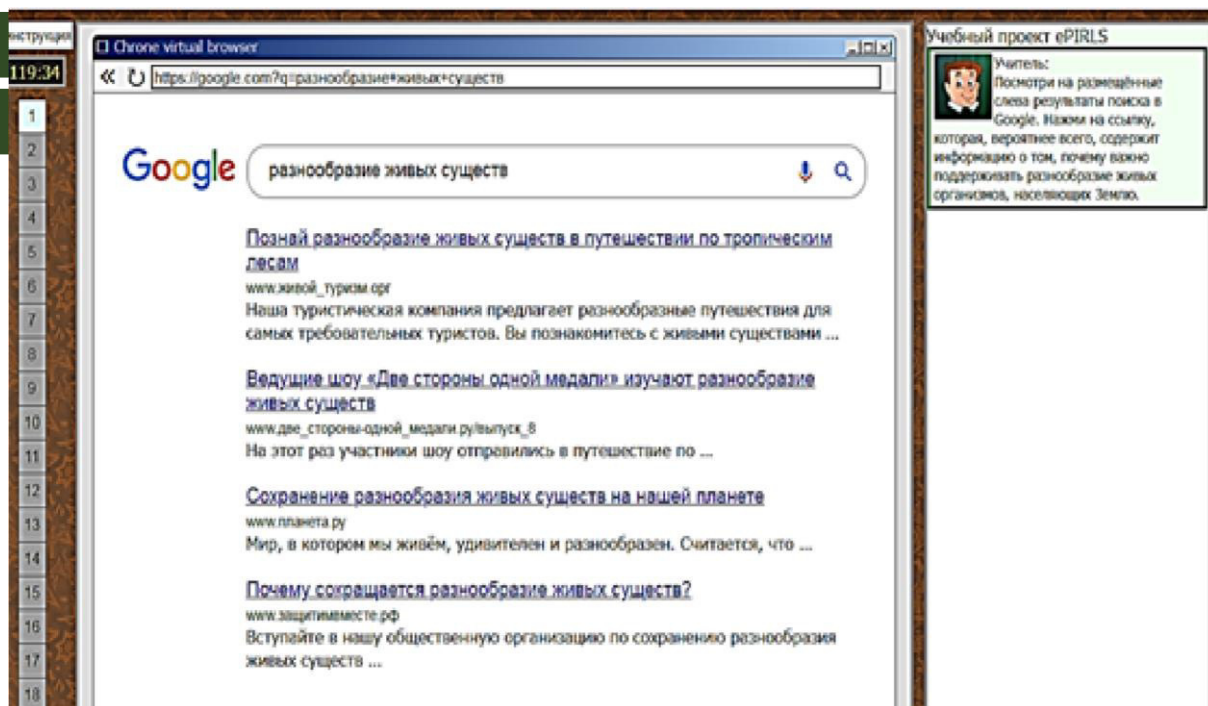 нструкция
119:34
1
2
3
4
5
6
7
8
9
10
11
12
13
14
15
16
17
18
Chrone virtual browser
https://google.com?q=разнообразие+живых+существ
Google
разнообразие живых существ
Познай разнообразие живых существ в путешествии по тропическим
лесам
www.живой_туризм.орг
Наша туристическая компания предлагает разнообразные путешествия для
самых требовательных туристов. Вы познакомитесь с живыми существами ...
Ведущие шоу «Две стороны одной медали» изучают разнообразие
живых существ
www.две_стороны-одной_медали.ру/выпуск_8
На этот раз участники шоу отправились в путешествие по ...
Сохранение разнообразия живых существ на нашей планете
www.планета.ру
Мир, в котором мы живём, удивителен и разнообразен. Считается, что ...
Почему сокращается разнообразие живых существ?
www.защитимвместе.рф
Вступайте в нашу общественную организацию по сохранению разнообразия
живых существ ...
Учебный проект ePIRLS
Учитель:
Посмотри на размещённые
слева результаты поиска в
Google. Нажми на ссылку,
которая, вероятнее всего, содержит
информацию о том, почему важно
поддерживать разнообразие живых
организмов, населяющих Землю.